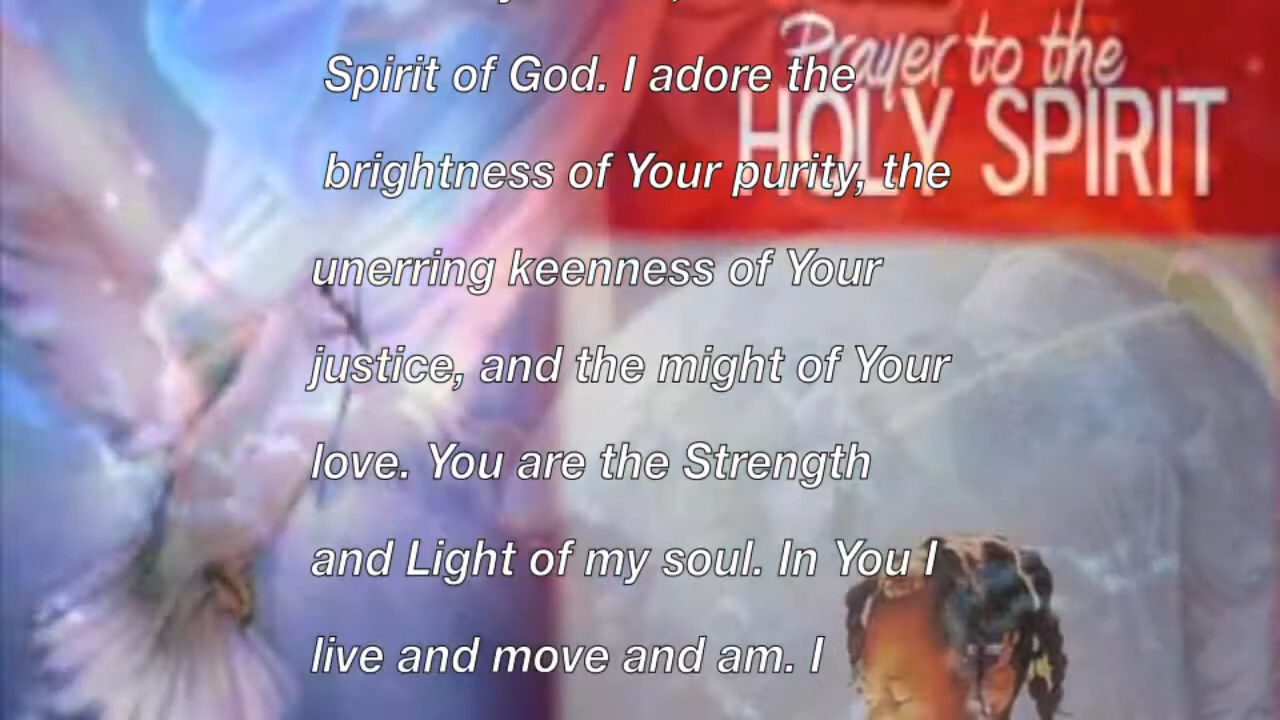 Prayer to the
HOLY SPIRIT
Spirit of God. I adore the
brightness of Your purity, the
unerring keenness of Your
justice, and the might of Your
love. You are the Strength
and Light of my soul. In You I
live and move and am. I